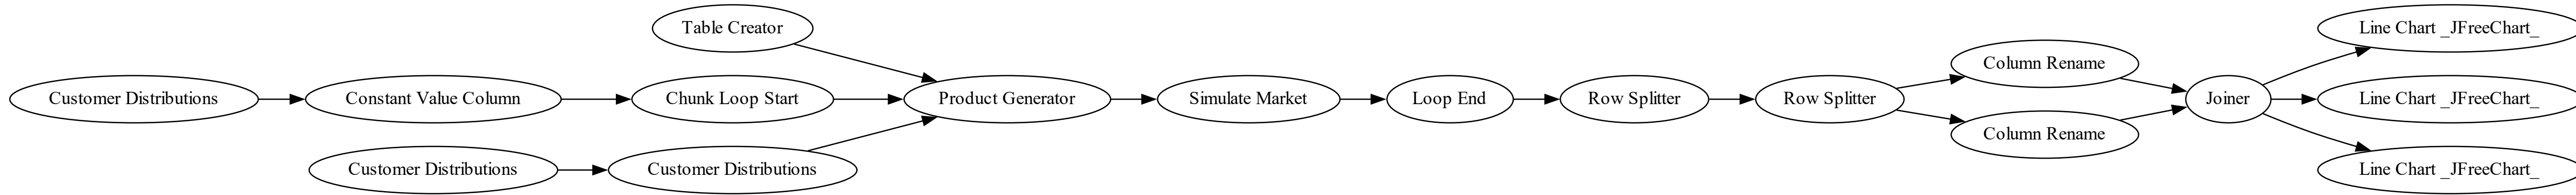 Table Creator
Customer Distributions
Constant Value Column
Chunk Loop Start
Product Generator
Simulate Market
Loop End
Row Splitter
Row Splitter
Column Rename
Column Rename
Joiner
Line Chart _JFreeChart_
Line Chart _JFreeChart_
Line Chart _JFreeChart_
Customer Distributions
Customer Distributions